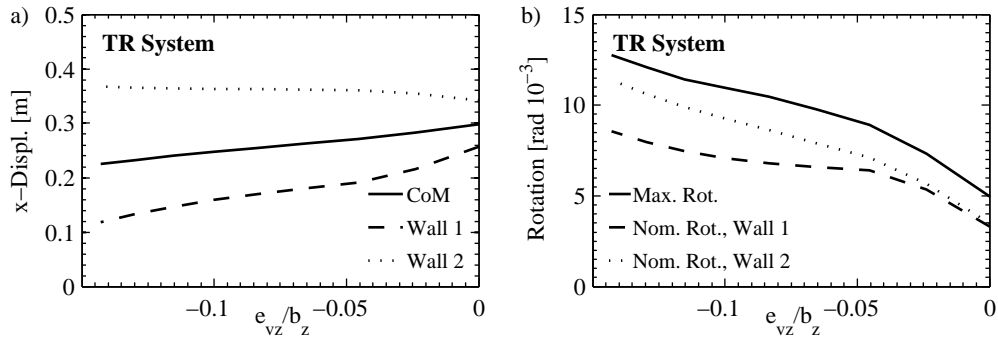 a)
TR System
x−Displ. [m]
0.5
0.4
0.3
0.2
0.1
0
CoM
Wall 1
Wall 2
−0.1
−0.05
0
e_vz/b_z
b)
TR System
Rotation [rad 10⁻³]
15
10
5
0
Max. Rot.
Nom. Rot., Wall 1
Nom. Rot., Wall 2
−0.1
−0.05
0
e_vz/b_z